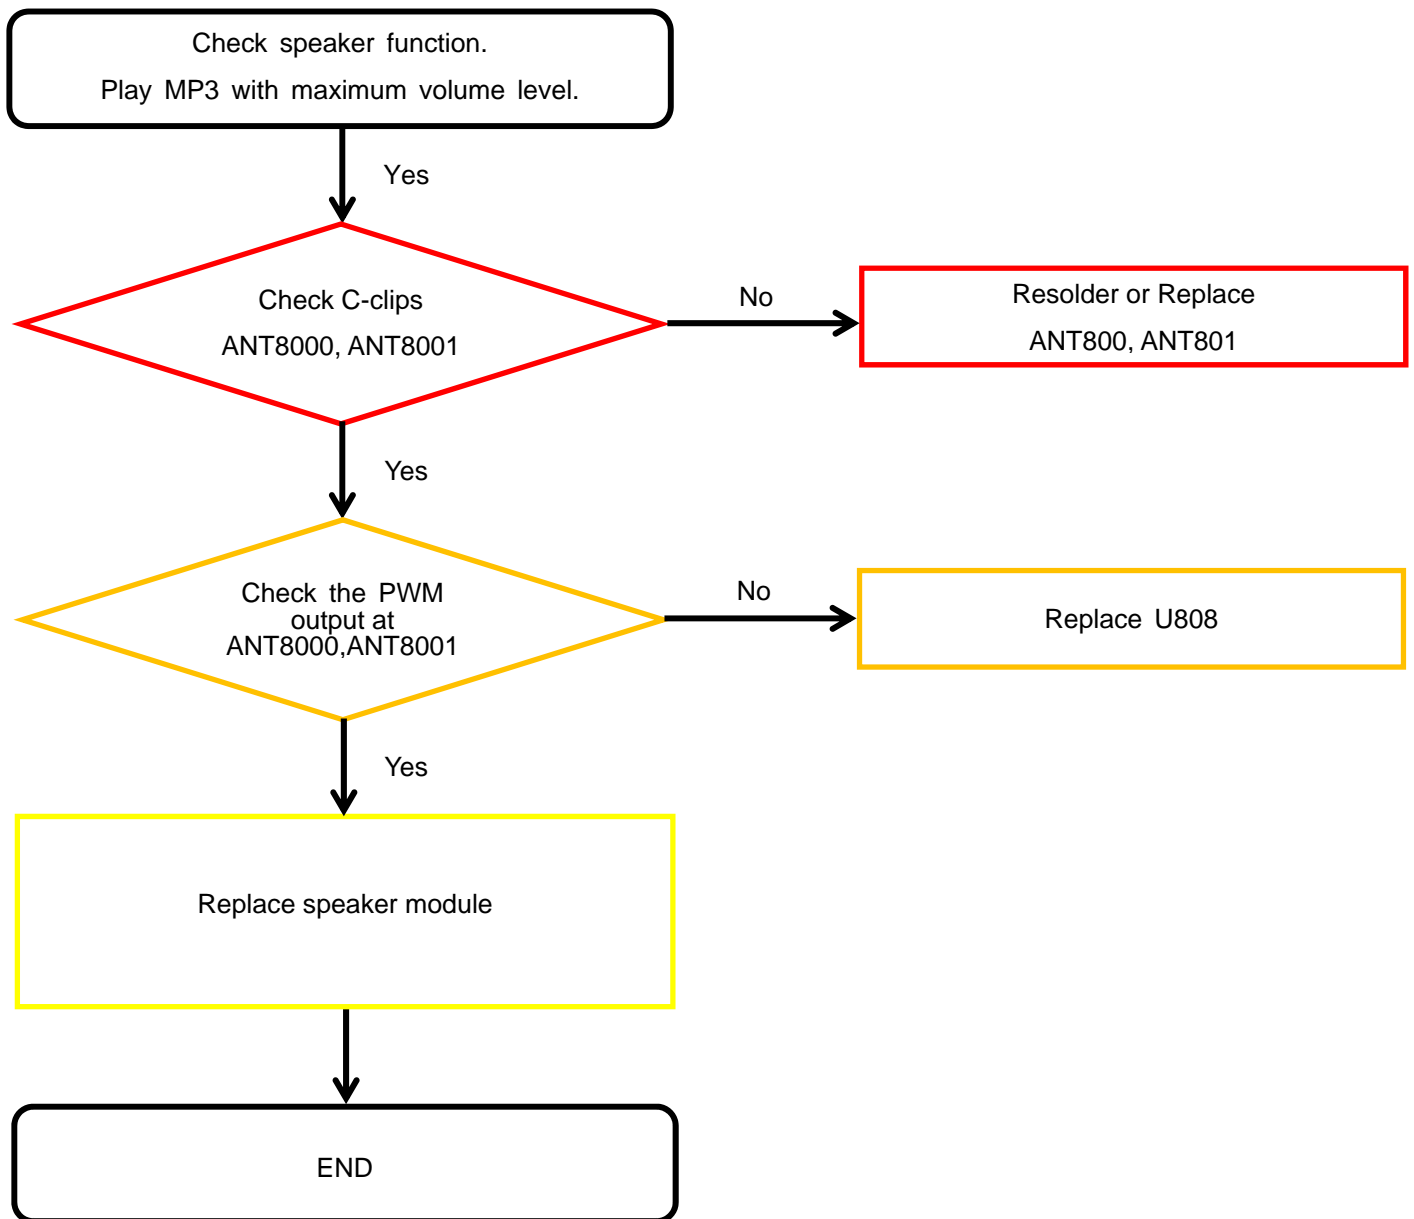 Check speaker function.
Play MP3 with maximum volume level.
Yes
Check C-clips
ANT8000, ANT8001
No
Resolder or Replace
ANT800, ANT801
Yes
Check the PWM
output at
ANT8000,ANT8001
No
Replace U808
Yes
Replace speaker module
END